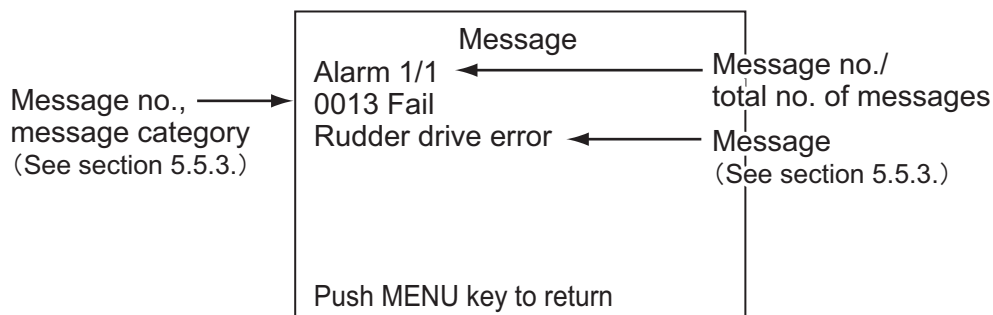 Message
Alarm 1/1
0013 Fail
Rudder drive error
Push MENU key to return
Message no.,
message category
（See section 5.5.3.）
Message no./
total no. of messages
Message
（See section 5.5.3.）